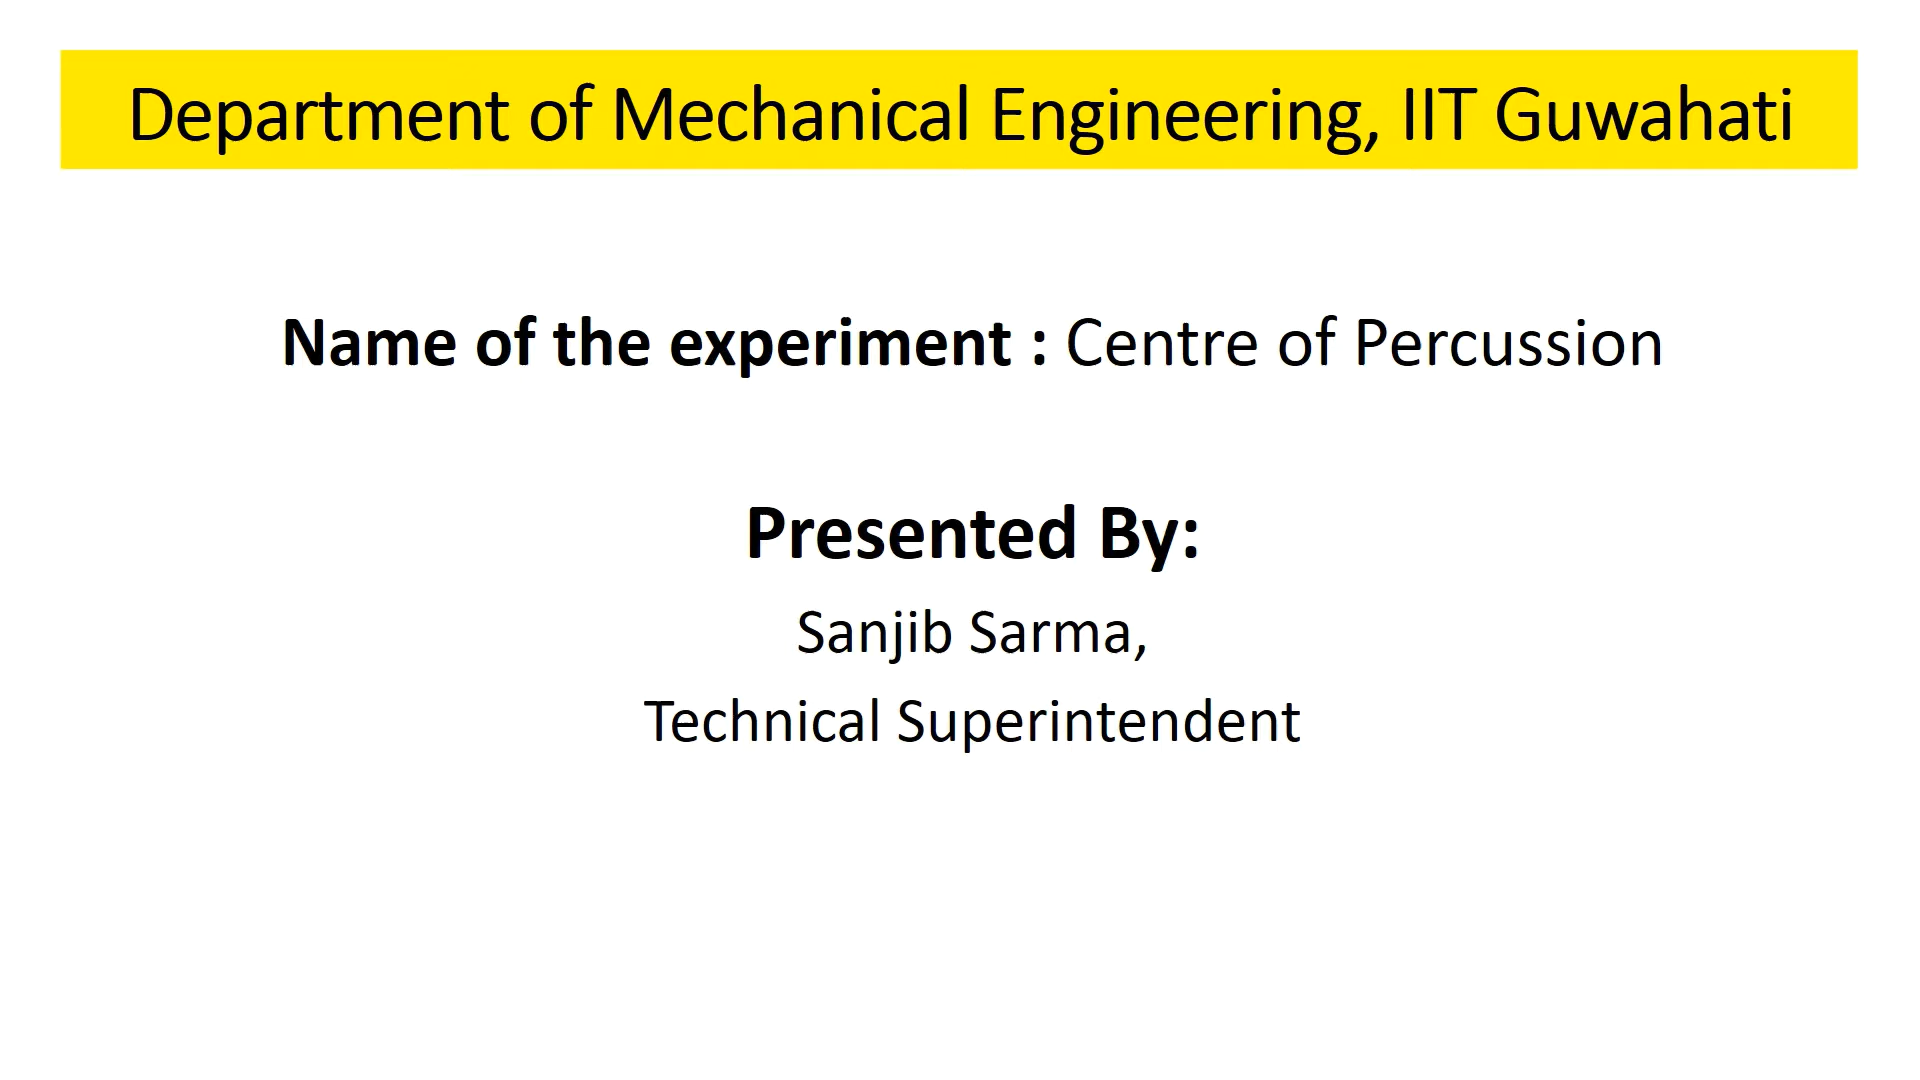 Department of Mechanical Engineering, IIT Guwahati
Name of the experiment : Centre of Percussion
Presented By:
Sanjib Sarma,
Technical Superintendent